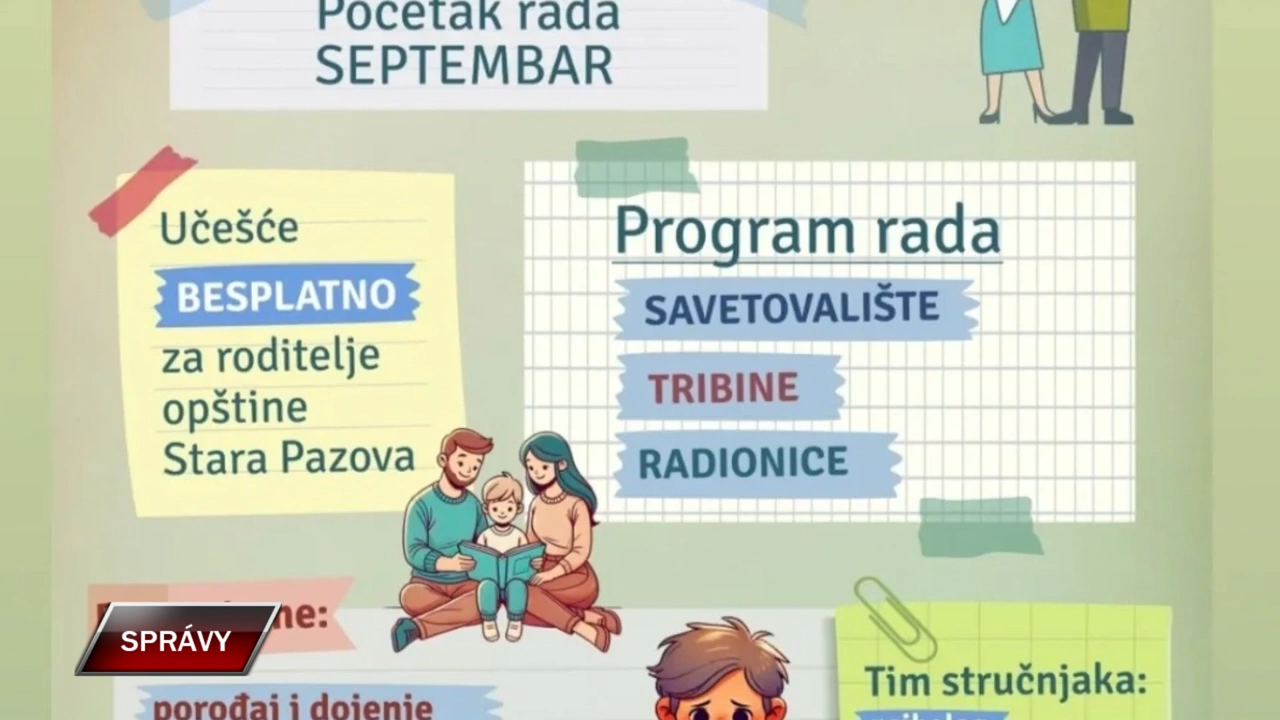 Početak rada
SEPTEMBAR
Učešće
BESPLATNO
za roditelje
opštine
Stara Pazova
Program rada
SAVETOVALIŠTE
TRIBINE
RADIONICE
SPRÁVY
porođaj i dojenje
Tim stručnjaka: